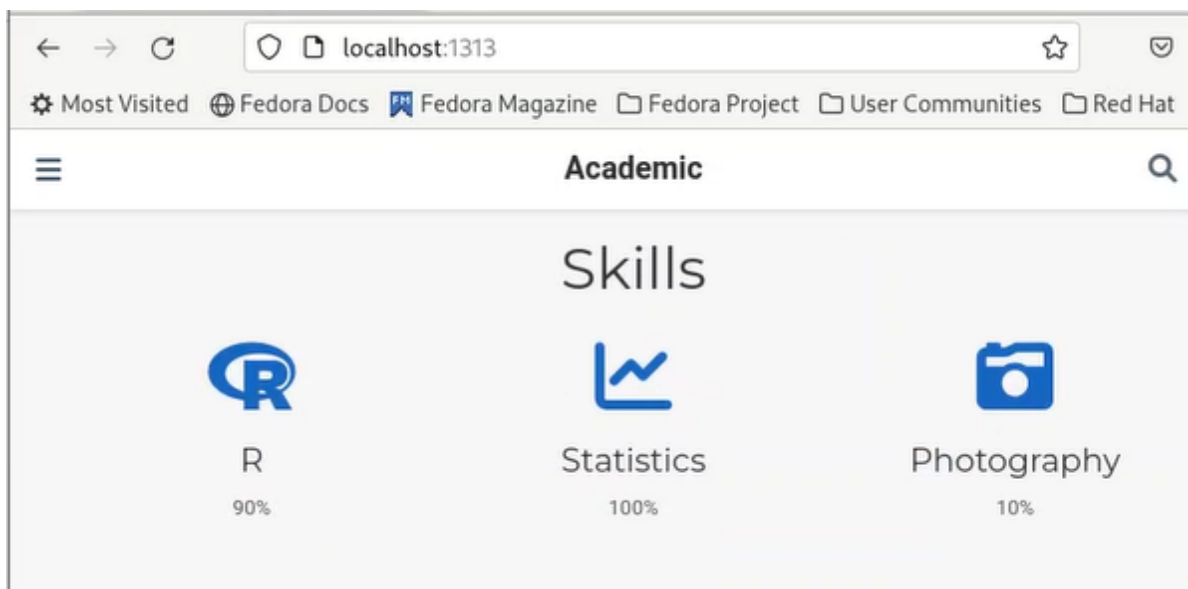 localhost:1313
Most Visited Fedora Docs FM Fedora Magazine Fedora Project User Communities Red Hat
Academic
Skills
R
R Statistics Photography
90% 100% 10%